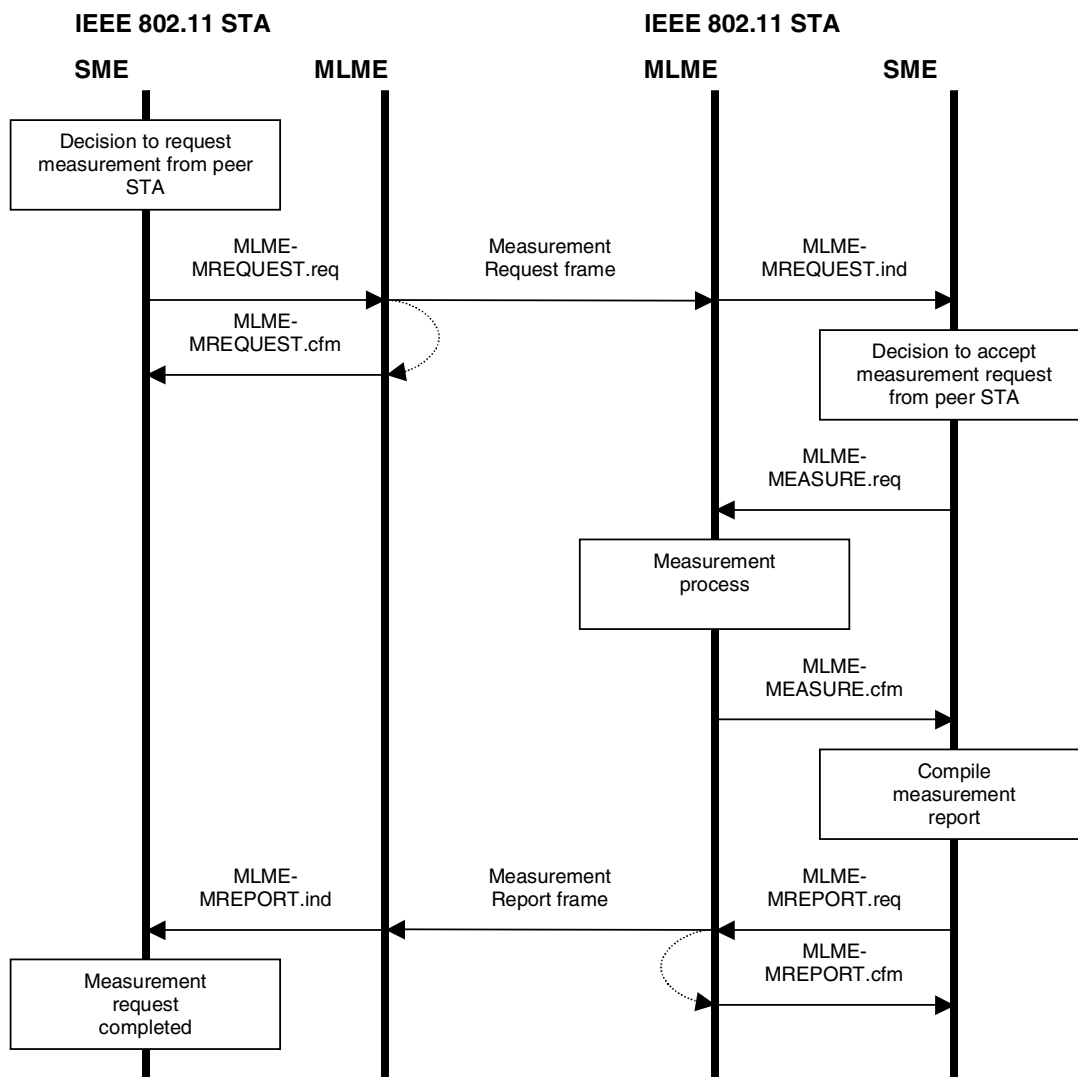 IEEE 802.11 STA
IEEE 802.11 STA
SME
MLME
MLME
SME
Decision to request
measurement from peer
STA
MLME-
MREQUEST.req
Measurement
Request frame
MLME-
MREQUEST.ind
MLME-
MREQUEST.cfm
Decision to accept
measurement request
from peer STA
MLME-
MEASURE.req
Measurement
process
MLME-
MEASURE.cfm
Compile
measurement
report
MLME-
MREPORT.ind
Measurement
Report frame
MLME-
MREPORT.req
MLME-
MREPORT.cfm
Measurement
request
completed